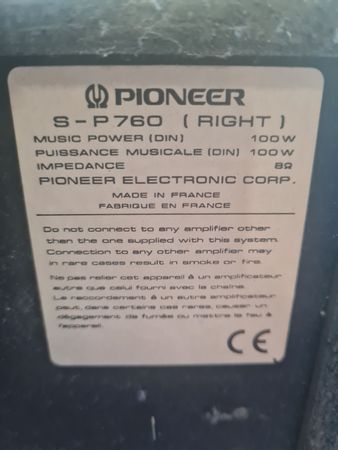 PIONEER
S-P760 (RIGHT)
MUSIC POWER (DIN) 100W
PUISSANCE MUSICALE (DIN) 100W
IMPEDANCE 8Ω
PIONEER ELECTRONIC CORP.
MADE IN FRANCE
FABRIQUE EN FRANCE
Do not connect to any amplifier other
than the one supplied with this system.
Connection to any other amplifier may
in rare cases result in smoke or fire.
Ne pas relier cet appareil à un amplificateur
autre que celui fourni avec la chaîne.
Le raccordement à un autre amplificateur
peut, dans certains cas rares, causer un
dégagement de fumée ou mettre le feu à
l'appareil.
CE